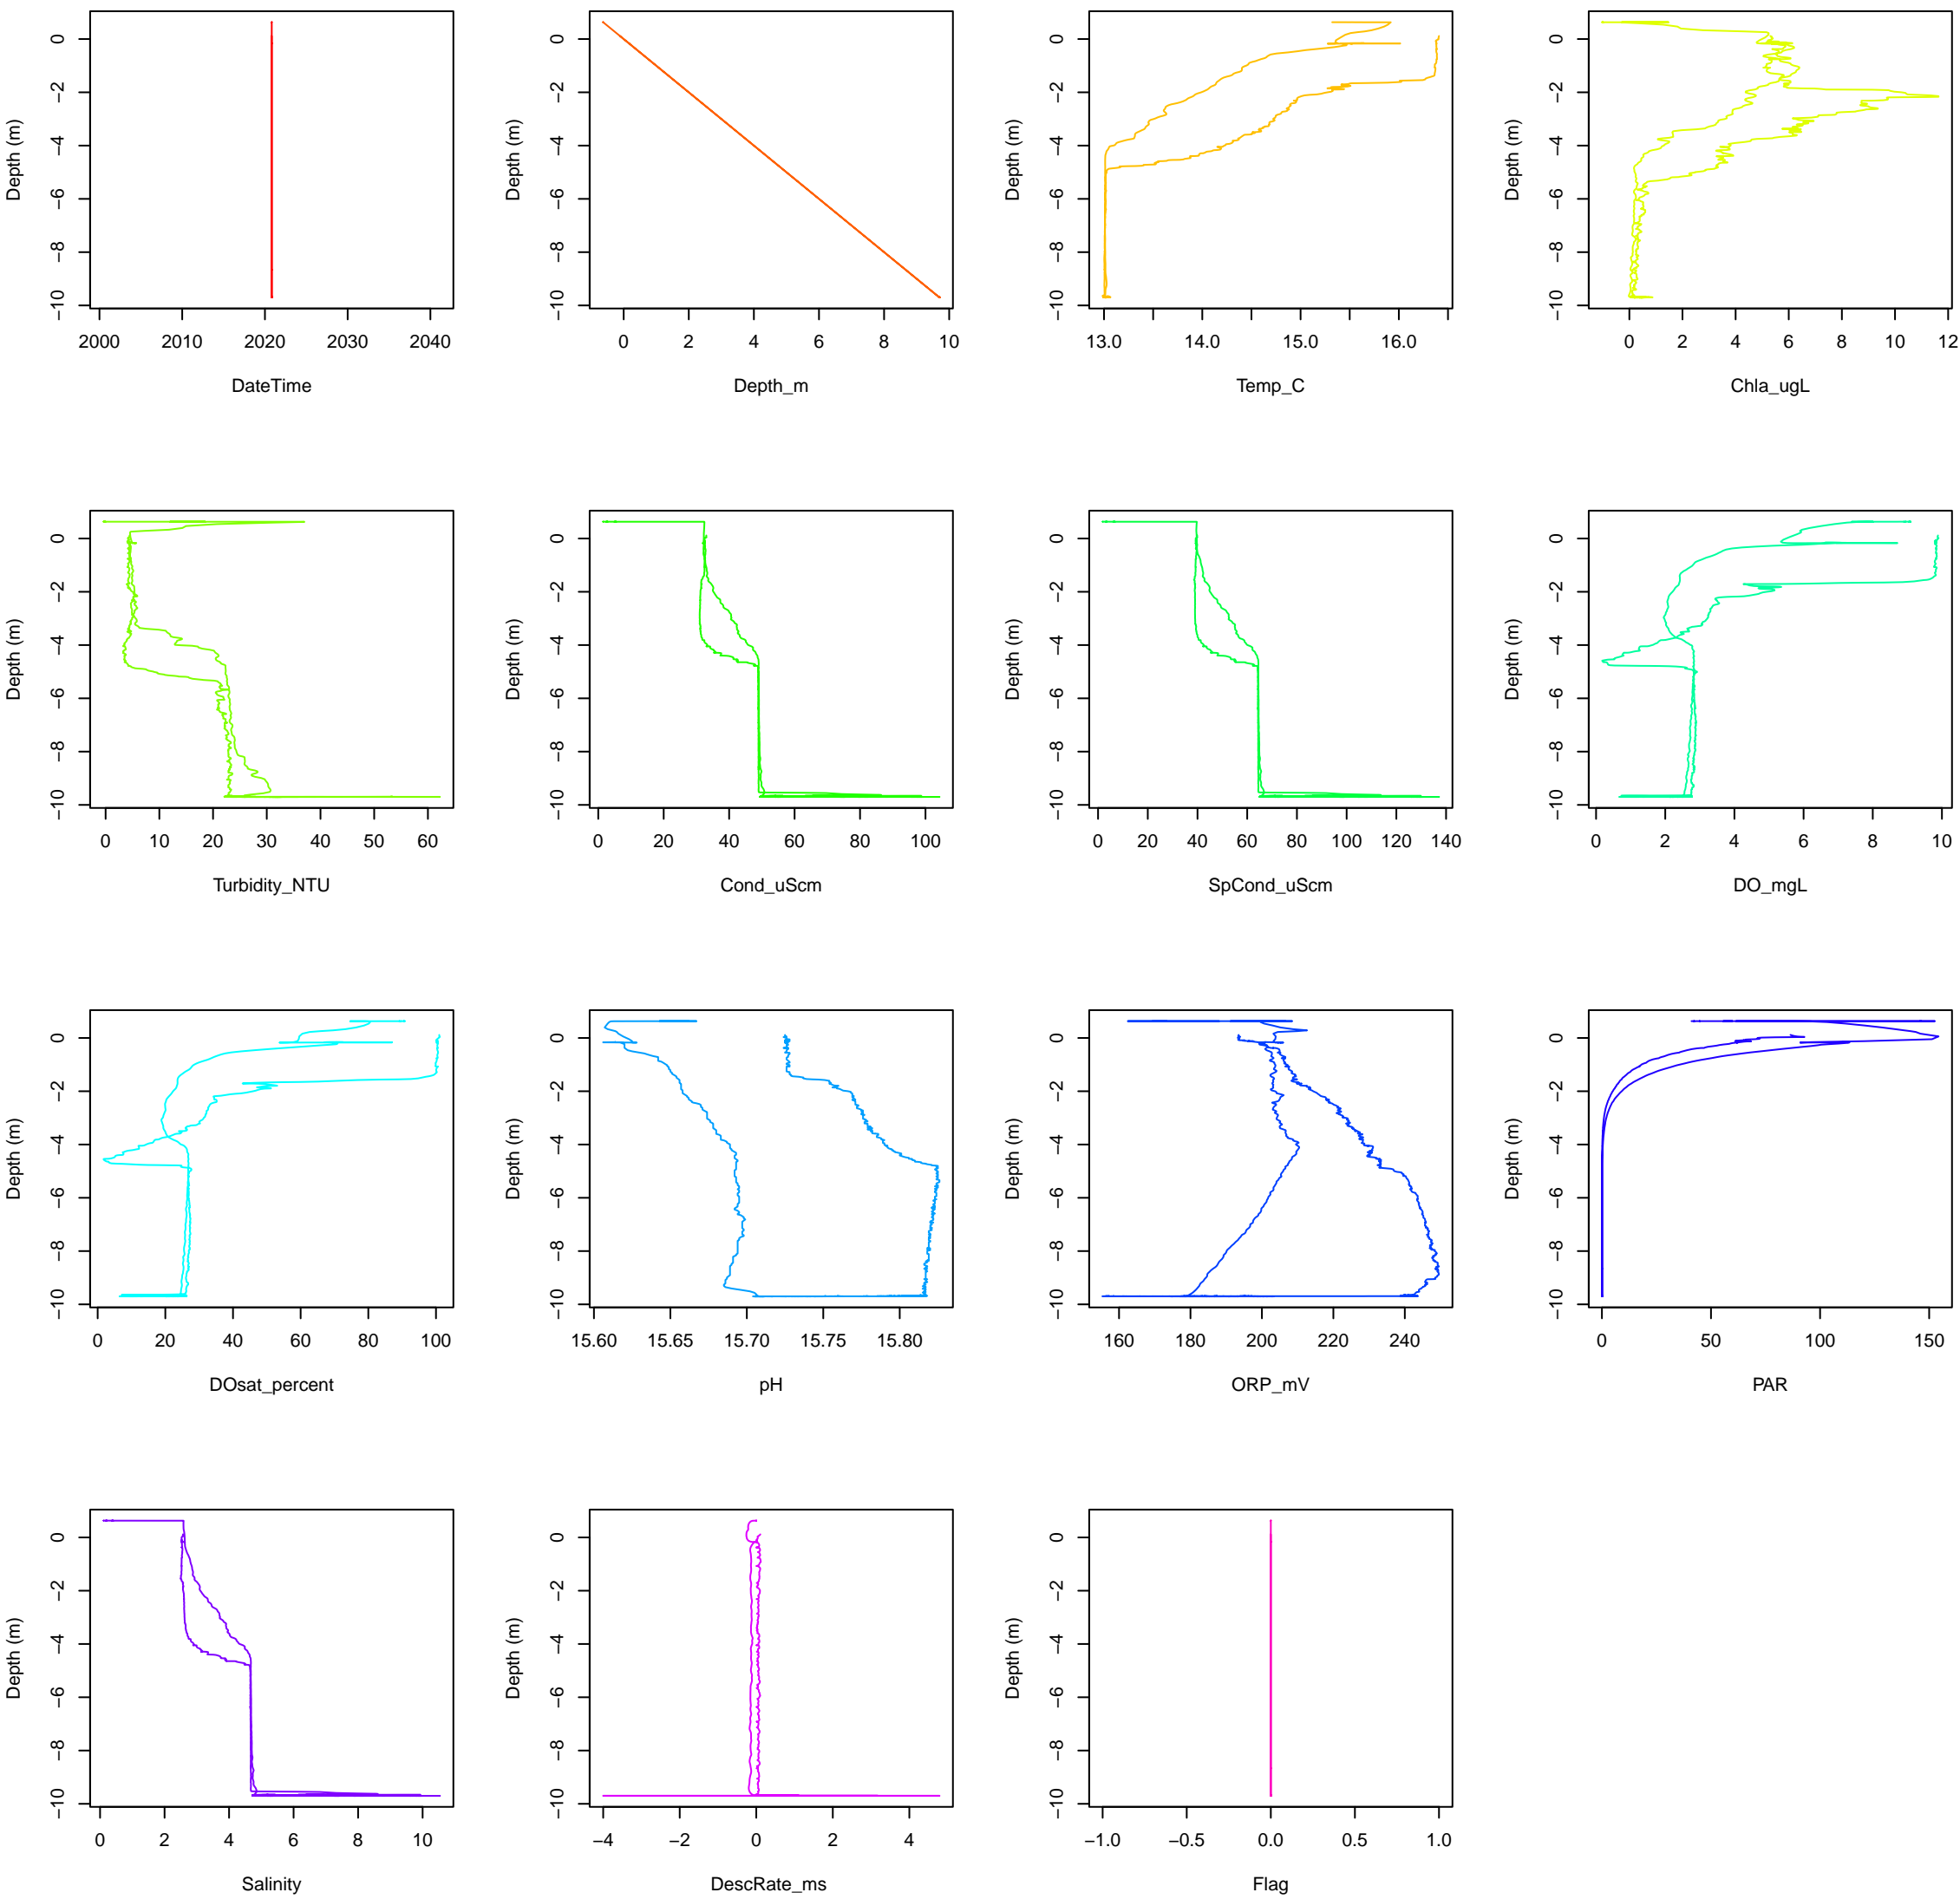 Depth (m)
0 −2 −4 −6 −8 −10
2000 2010 2020 2030 2040
DateTime
Depth (m)
0 −2 −4 −6 −8 −10
0 2 4 6 8 10
Depth_m
Depth (m)
0 −2 −4 −6 −8 −10
13.0 14.0 15.0 16.0
Temp_C
Depth (m)
0 −2 −4 −6 −8 −10
0 2 4 6 8 10 12
Chla_ugL
Depth (m)
0 −2 −4 −6 −8 −10
0 10 20 30 40 50 60
Turbidity_NTU
Depth (m)
0 −2 −4 −6 −8 −10
0 20 40 60 80 100
Cond_uScm
Depth (m)
0 −2 −4 −6 −8 −10
0 20 40 60 80 100 120 140
SpCond_uScm
Depth (m)
0 −2 −4 −6 −8 −10
0 2 4 6 8 10
DO_mgL
Depth (m)
0 −2 −4 −6 −8 −10
0 20 40 60 80 100
DOsat_percent
Depth (m)
0 −2 −4 −6 −8 −10
15.60 15.65 15.70 15.75 15.80
pH
Depth (m)
0 −2 −4 −6 −8 −10
160 180 200 220 240
ORP_mV
Depth (m)
0 −2 −4 −6 −8 −10
0 50 100 150
PAR
Depth (m)
0 −2 −4 −6 −8 −10
0 2 4 6 8 10
Salinity
Depth (m)
0 −2 −4 −6 −8 −10
−4 −2 0 2 4
DescRate_ms
Depth (m)
0 −2 −4 −6 −8 −10
−1.0 −0.5 0.0 0.5 1.0
Flag